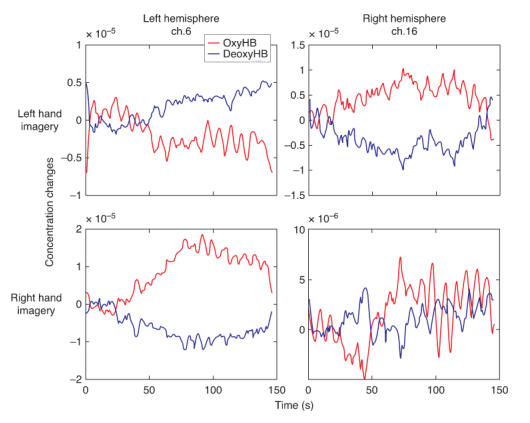 Left hemisphere
ch.6
Right hemisphere
ch.16
× 10⁻⁵
1
0.5
0
−0.5
−1
OxyHB
DeoxyHB
× 10⁻⁵
1.5
1
0.5
0
−0.5
−1
−1.5
Left hand
imagery
Concentration changes
× 10⁻⁵
2
1
0
−1
−2
0
50
100
150
× 10⁻⁶
10
5
0
0
50
100
150
Right hand
imagery
Time (s)